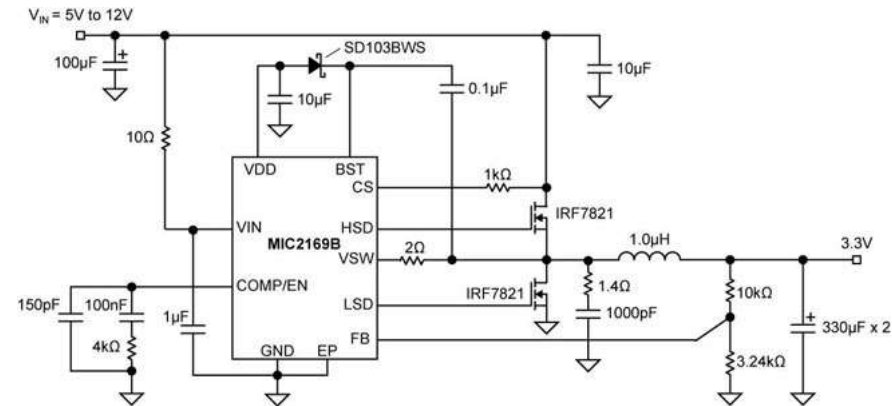 VIN = 5V to 12V
SD103BWS
100µF
+
10µF
0.1µF
10µF
10Ω
VDD
BST
CS
1kΩ
IRF7821
HSD
VIN
MIC2169B
2Ω
1.0µH
3.3V
VSW
COMP/EN
IRF7821
1.4Ω
10kΩ
150pF
100nF
1µF
LSD
1000pF
+
330µF x 2
4kΩ
FB
3.24kΩ
GND
EP